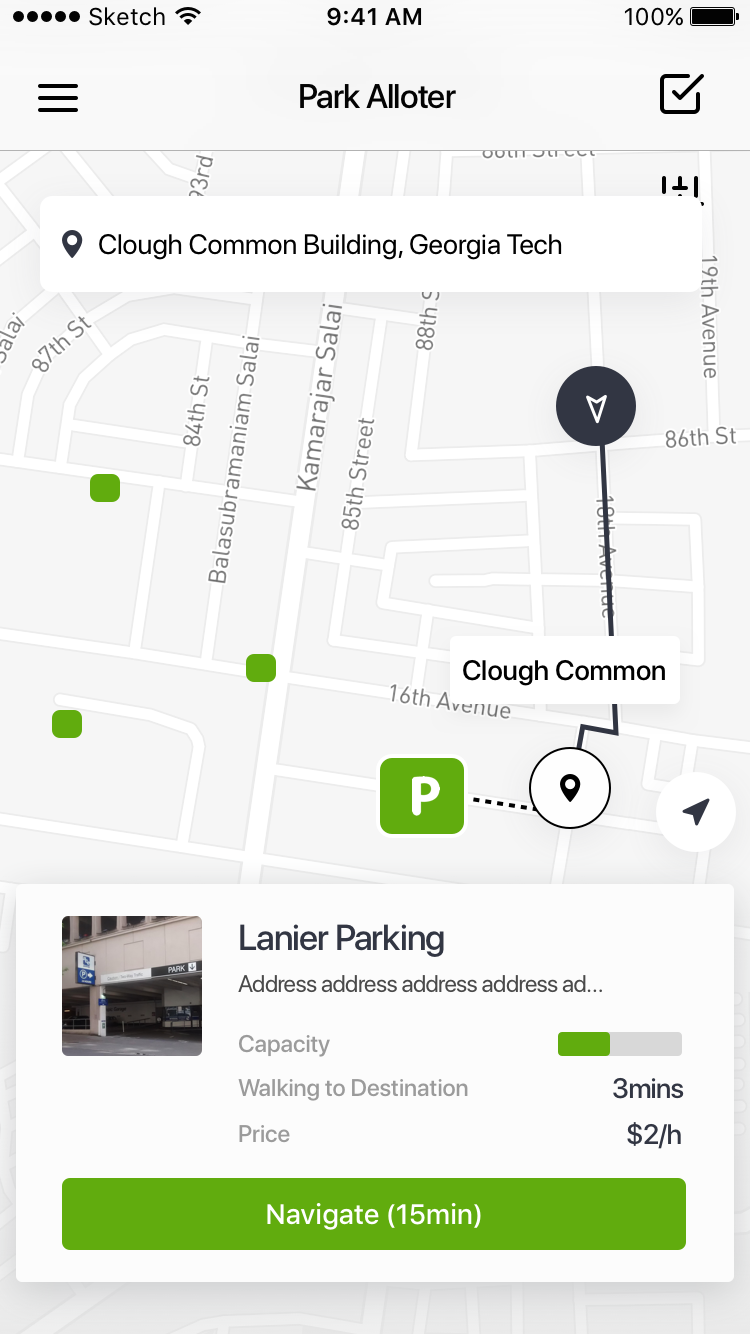 Sketch 9:41 AM 100%
Park Alloter
66th Street
93rd
Clough Common Building, Georgia Tech
19th Avenue
87th St
Salai
88th S
Kamarajar Salai
Balasubramaniam Salai
84th St
85th Street
86th St
18th Avenue
Clough Common
16th Avenue
P
Lanier Parking
Address address address address ad...
PARK
Capacity
Walking to Destination 3mins
Price $2/h
Navigate (15min)